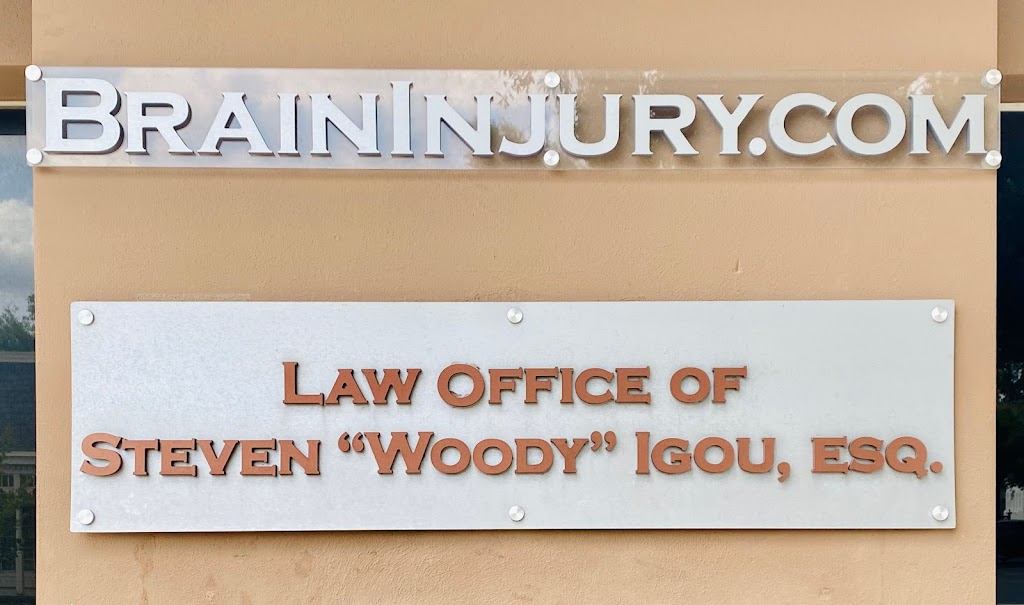 BrainInjury.com
Law Office of
Steven “Woody” Igou, esq.